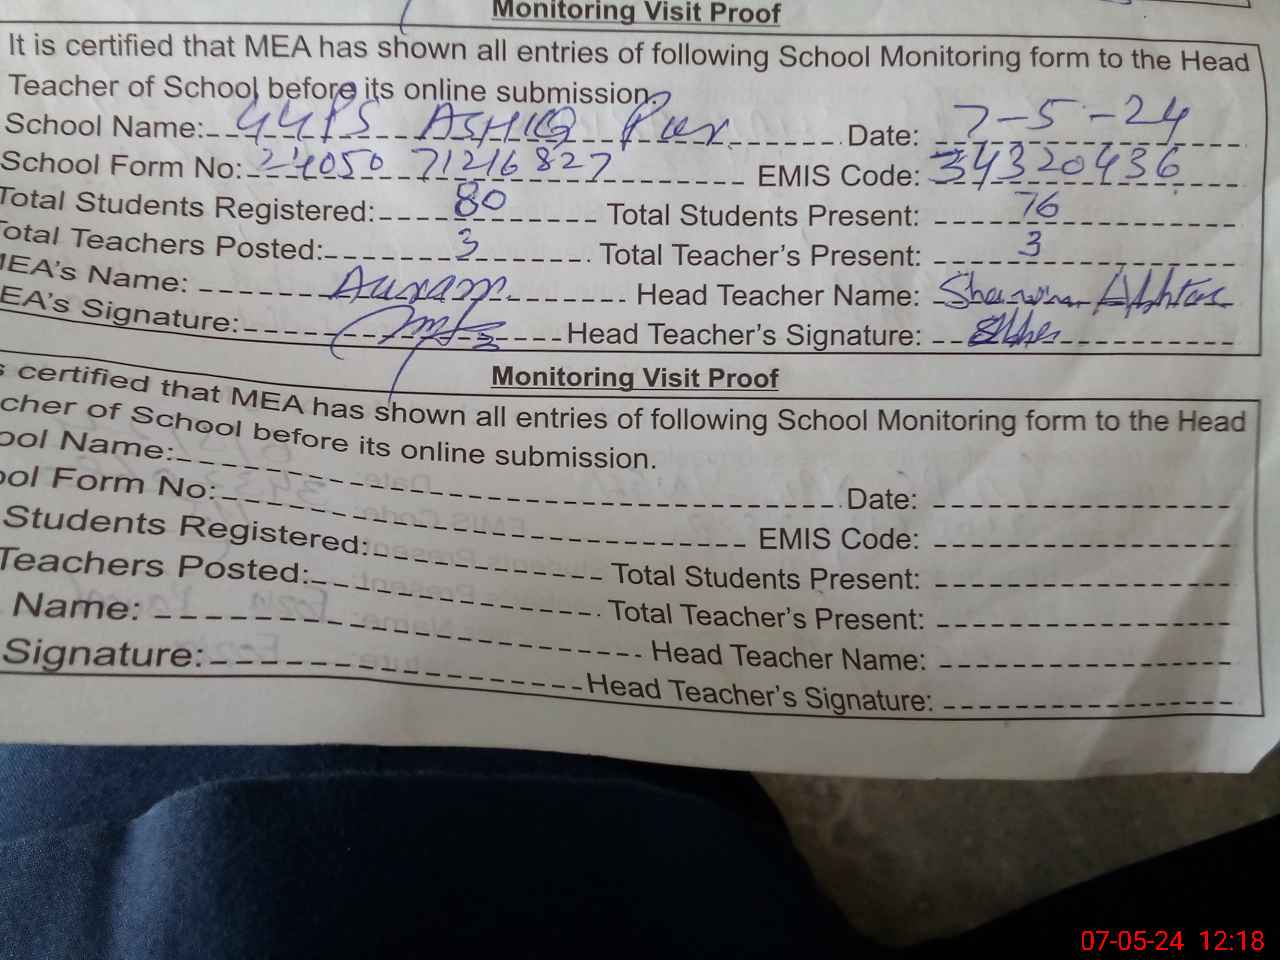 Monitoring Visit Proof
It is certified that MEA has shown all entries of following School Monitoring form to the Head
Teacher of School before its online submission.
School Name: GGPS ASHIQ Pur Date: 7-5-24
School Form No: 24050 71216827 EMIS Code: 34320436
Total Students Registered: 80 Total Students Present: 76
Total Teachers Posted: 3 Total Teacher's Present: 3
MEA's Name: Head Teacher Name: Akhtar
EA's Signature: Head Teacher's Signature:
Monitoring Visit Proof
s certified that MEA has shown all entries of following School Monitoring form to the Head
cher of School before its online submission.
ool Name: Date:
ool Form No: EMIS Code:
Students Registered: Total Students Present:
Teachers Posted: Total Teacher's Present:
Name: Head Teacher Name:
Signature: Head Teacher's Signature:
07-05-24 12:18